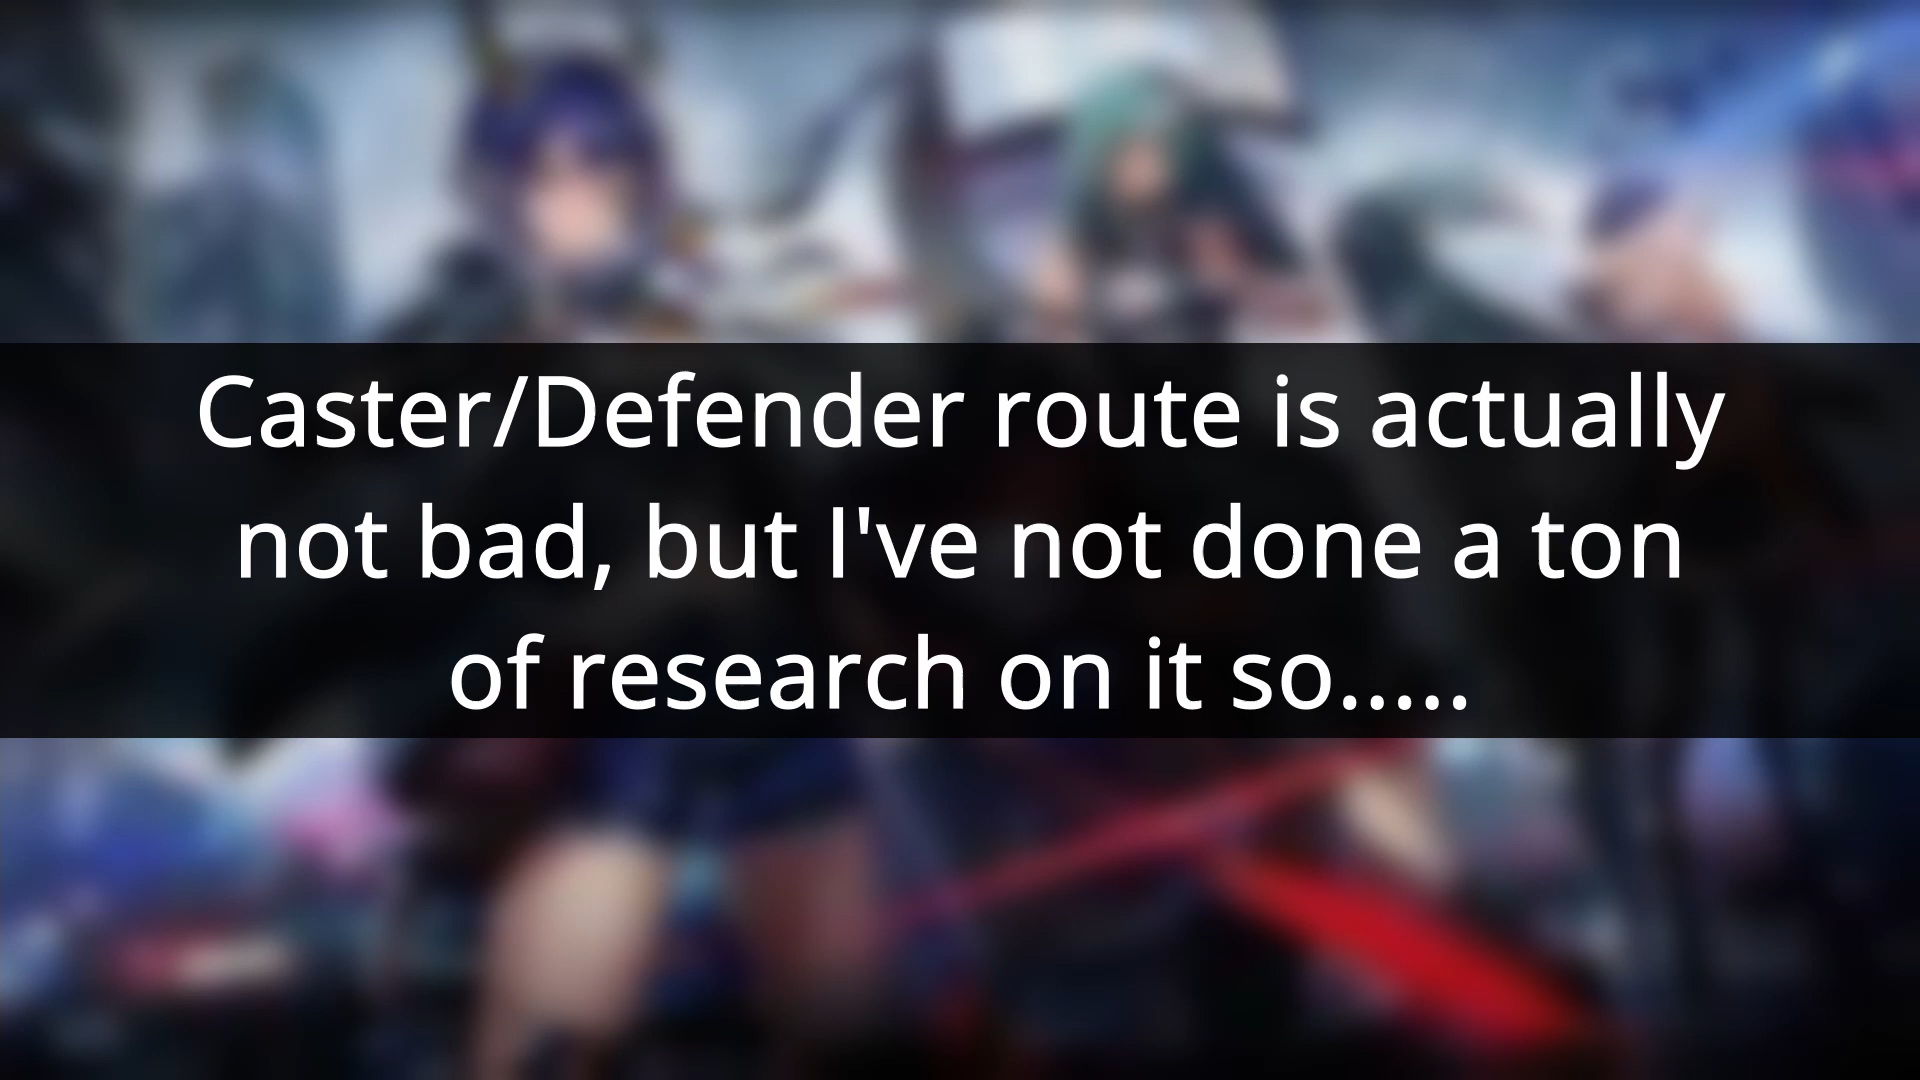 Caster/Defender route is actually
not bad, but I've not done a ton
of research on it so.....